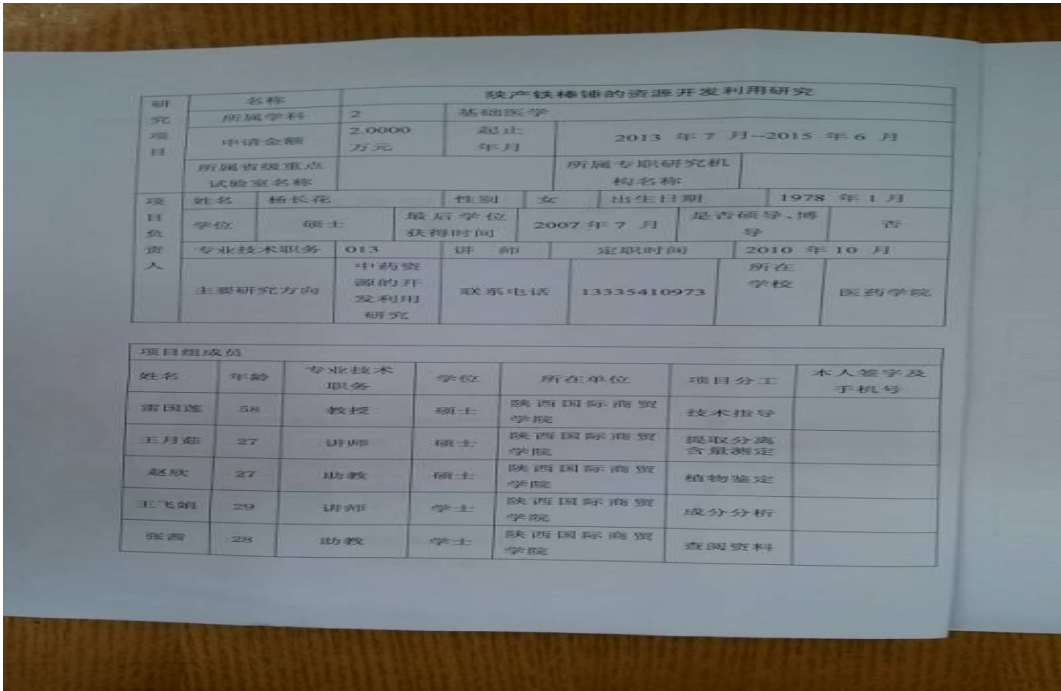 研究项目 名称 陕产铁棒锤的资源开发利用研究
所属学科 2 基础医学
申请金额 2.0000万元 起止年月 2013 年 7 月--2015 年 6 月
所属省级重点试验室名称 所属专职研究机构名称
项目负责人 姓名 杨长花 性别 女 出生日期 1978 年 1 月
学位 硕士 最后学位获得时间 2007 年 7 月 是否硕导、博导 否
专业技术职务 013 讲 师 定职时间 2010 年 10 月
主要研究方向 中药资源的开发利用研究 联系电话 13335410973 所在学校 医药学院
项目组成员
姓名 年龄 专业技术职务 学位 所在单位 项目分工 本人签字及手机号
雷国莲 58 教授 硕士 陕西国际商贸学院 技术指导
王月茹 27 讲师 硕士 陕西国际商贸学院 提取分离含量测定
赵欣 27 助教 硕士 陕西国际商贸学院 植物鉴定
王飞娟 29 讲师 学士 陕西国际商贸学院 成分分析
张茜 28 助教 学士 陕西国际商贸学院 查阅资料